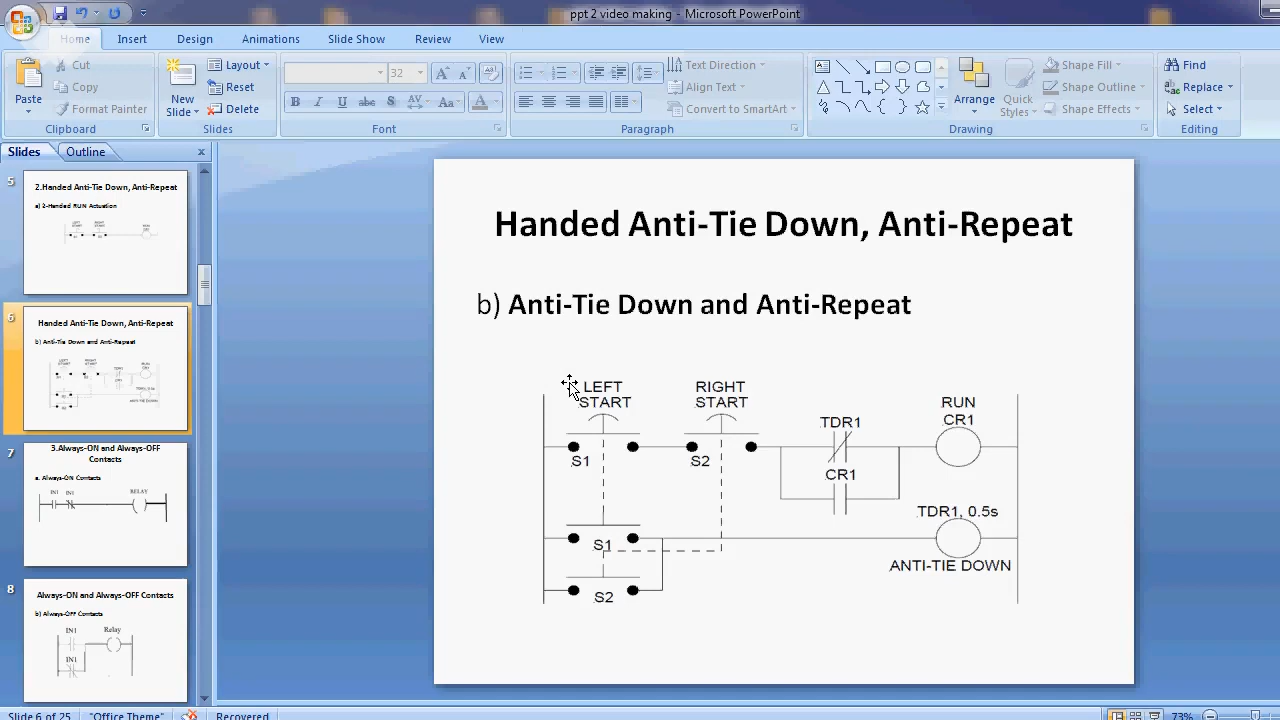 ppt 2 video making - Microsoft PowerPoint
Home Insert Design Animations Slide Show Review View
Paste
Cut
Copy
Format Painter
Clipboard
New Slide
Layout
Reset
Delete
Slides
32
B I U abc S AV Aa A
Font
Text Direction
Align Text
Convert to SmartArt
Paragraph
Arrange
Quick Styles
Shape Fill
Shape Outline
Shape Effects
Drawing
Find
Replace
Select
Editing
Slides Outline x
5
2.Handed Anti-Tie Down, Anti-Repeat
a) 2-Handed RUN Actuation
6
Handed Anti-Tie Down, Anti-Repeat
b) Anti-Tie Down and Anti-Repeat
7
3.Always-ON and Always-OFF
Contacts
a. Always-ON Contacts
IN1 IN1 RELAY
8
Always-ON and Always-OFF Contacts
b) Always-OFF Contacts
IN1 Relay
IN1
Handed Anti-Tie Down, Anti-Repeat
b) Anti-Tie Down and Anti-Repeat
LEFT
START
RIGHT
START
RUN
CR1
TDR1
S1
S2
CR1
TDR1, 0.5s
S1
ANTI-TIE DOWN
S2
Slide 6 of 25 "Office Theme" Recovered 73%